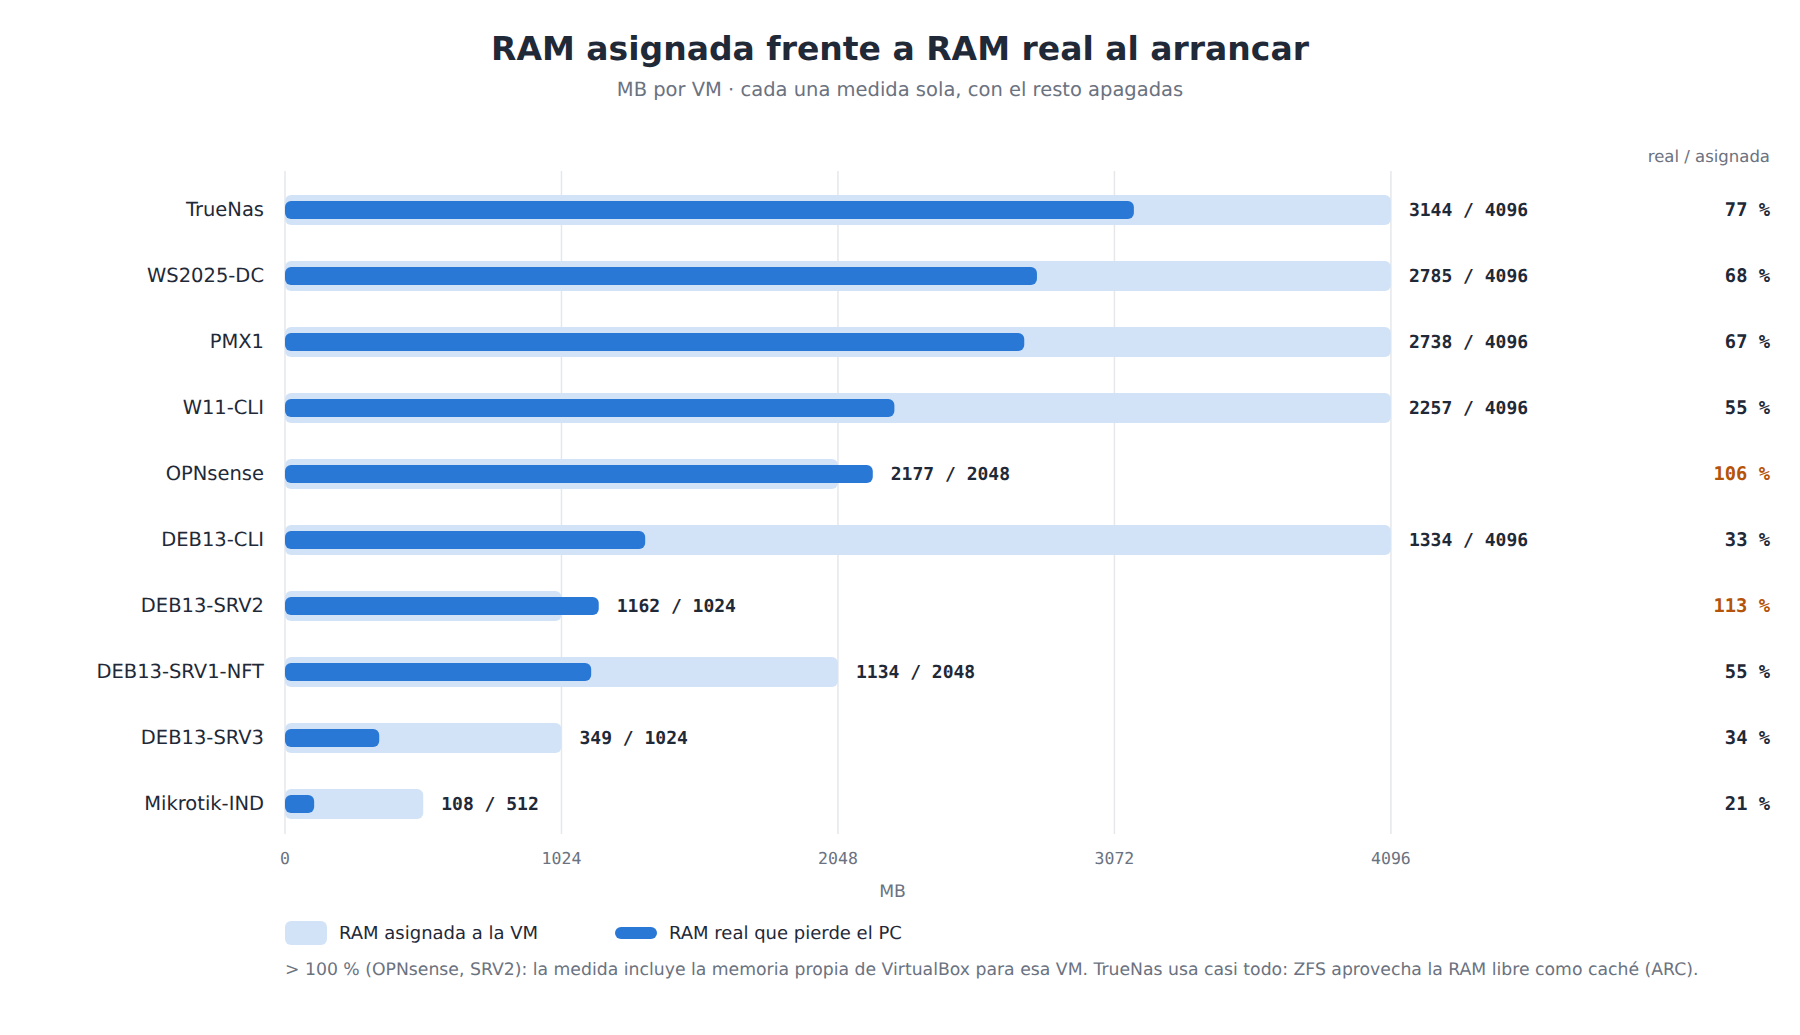 RAM asignada frente a RAM real al arrancar
MB por VM · cada una medida sola, con el resto apagadas
real / asignada
TrueNas 3144 / 4096 77 %
WS2025-DC 2785 / 4096 68 %
PMX1 2738 / 4096 67 %
W11-CLI 2257 / 4096 55 %
OPNsense 2177 / 2048 106 %
DEB13-CLI 1334 / 4096 33 %
DEB13-SRV2 1162 / 1024 113 %
DEB13-SRV1-NFT 1134 / 2048 55 %
DEB13-SRV3 349 / 1024 34 %
Mikrotik-IND 108 / 512 21 %
0 1024 2048 3072 4096
MB
RAM asignada a la VM RAM real que pierde el PC
> 100 % (OPNsense, SRV2): la medida incluye la memoria propia de VirtualBox para esa VM. TrueNas usa casi todo: ZFS aprovecha la RAM libre como caché (ARC).